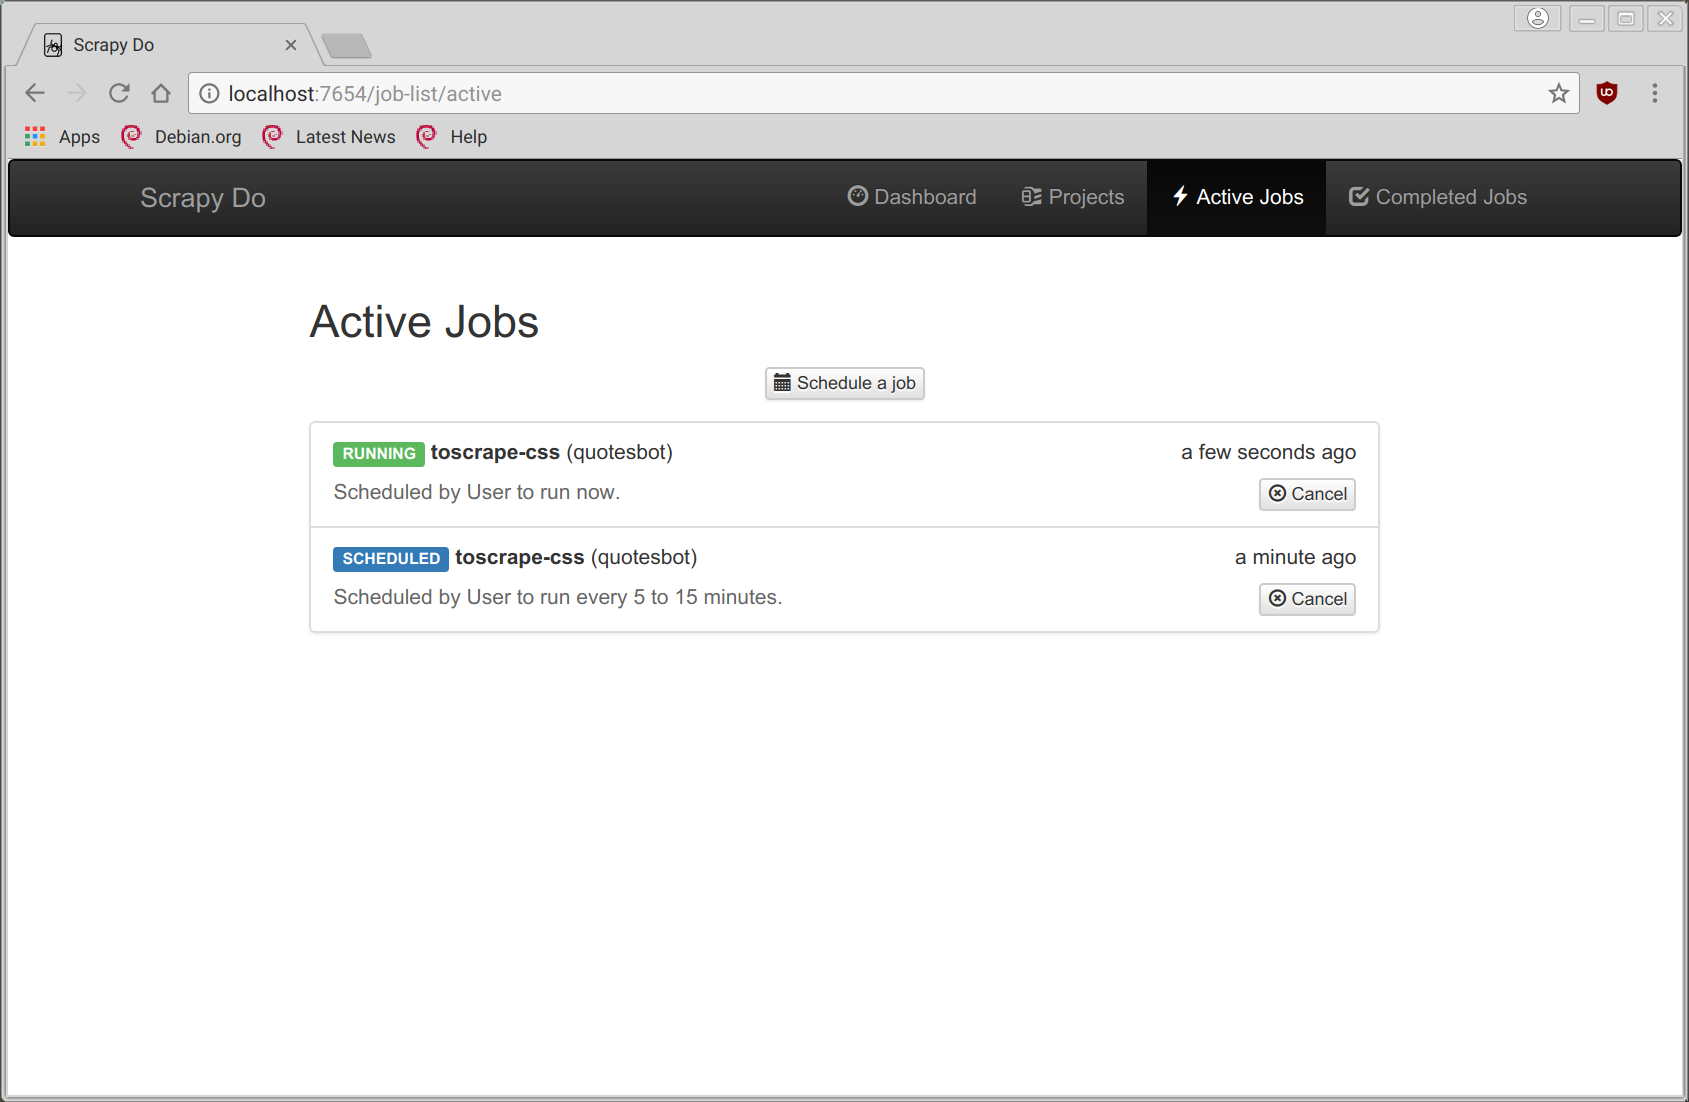 Scrapy Do
localhost:7654/job-list/active
Apps Debian.org Latest News Help
Scrapy Do Dashboard Projects Active Jobs Completed Jobs
Active Jobs
Schedule a job
RUNNING toscrape-css (quotesbot) a few seconds ago
Scheduled by User to run now. Cancel
SCHEDULED toscrape-css (quotesbot) a minute ago
Scheduled by User to run every 5 to 15 minutes. Cancel